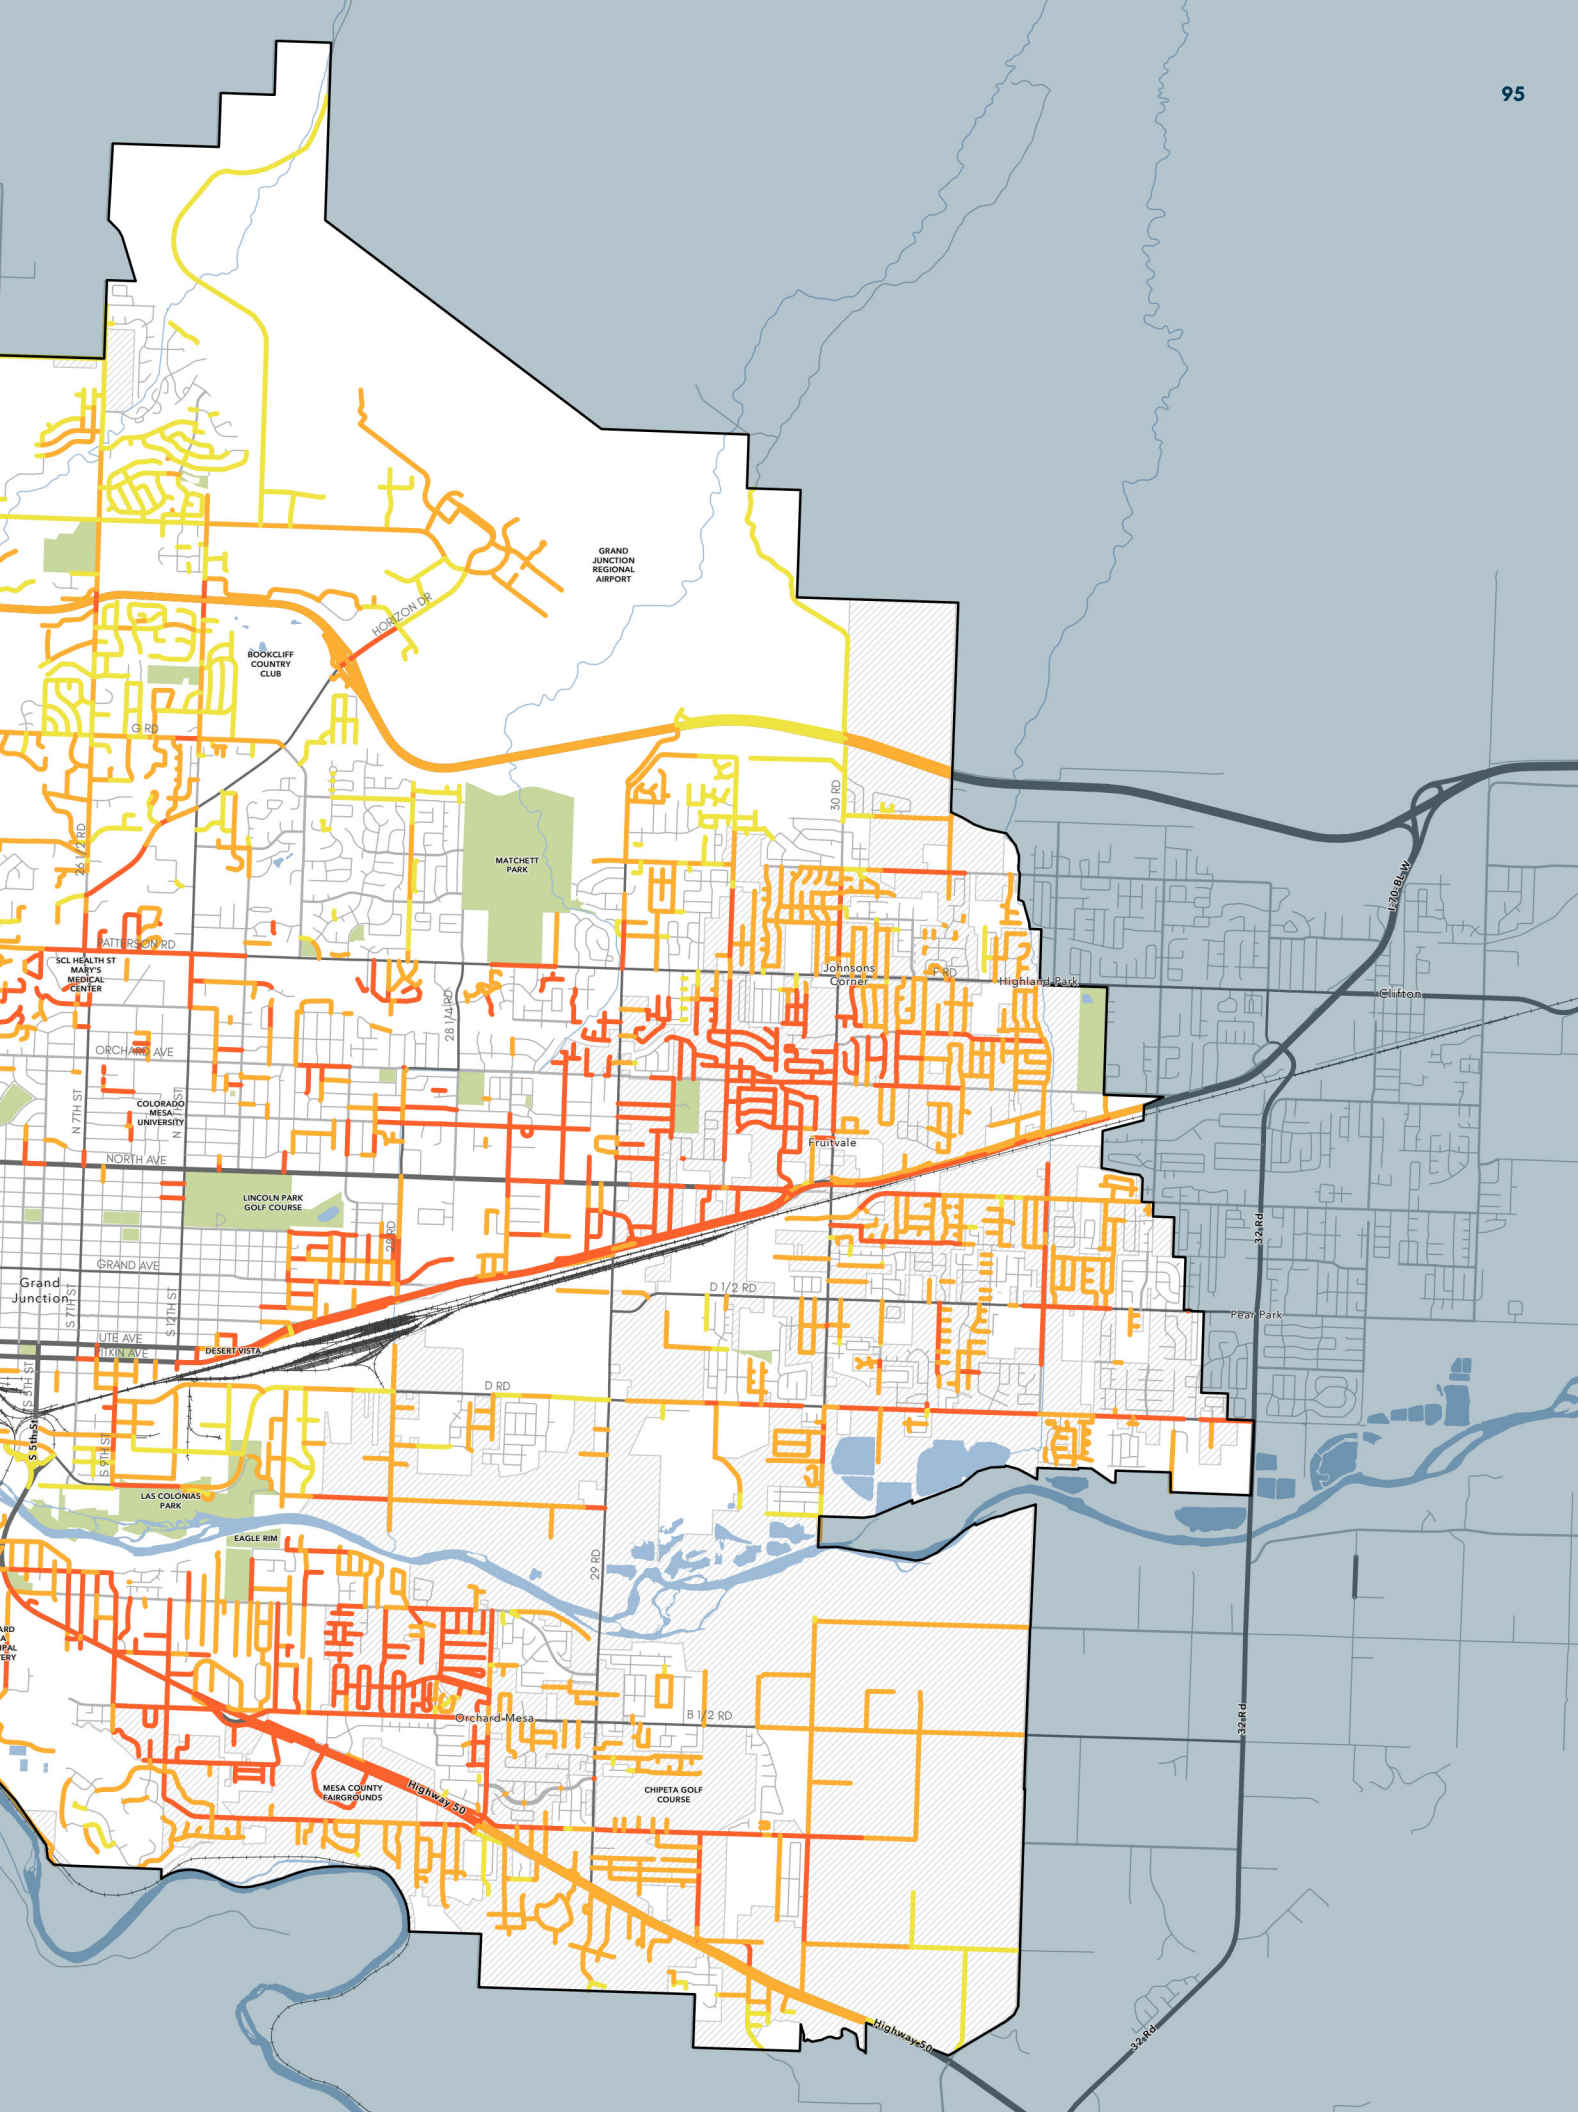 95
GRAND
JUNCTION
REGIONAL
AIRPORT
HORIZON DR
BOOKCLIFF
COUNTRY
CLUB
G RD
30 RD
26 1/2 RD
MATCHETT
PARK
I-70 BL W
PATTERSON RD
SCL HEALTH ST
MARY'S
MEDICAL
CENTER
Johnsons
Corner
F RD
Highland Park
Clifton
28 1/4 RD
ORCHARD AVE
COLORADO
MESA
UNIVERSITY
N 7TH ST
Fruitvale
NORTH AVE
LINCOLN PARK
GOLF COURSE
28 RD
32 Rd
GRAND AVE
Grand
Junction
D 1/2 RD
S 7TH ST
S 12TH ST
Pear Park
UTE AVE
PITKIN AVE
DESERT VISTA
S 5TH ST
D RD
S 5th St
S 9TH ST
LAS COLONIAS
PARK
EAGLE RIM
29 RD
B 1/2 RD
Orchard Mesa
32 Rd
MESA COUNTY
FAIRGROUNDS
Highway 50
CHIPETA GOLF
COURSE
Highway 50
32 Rd